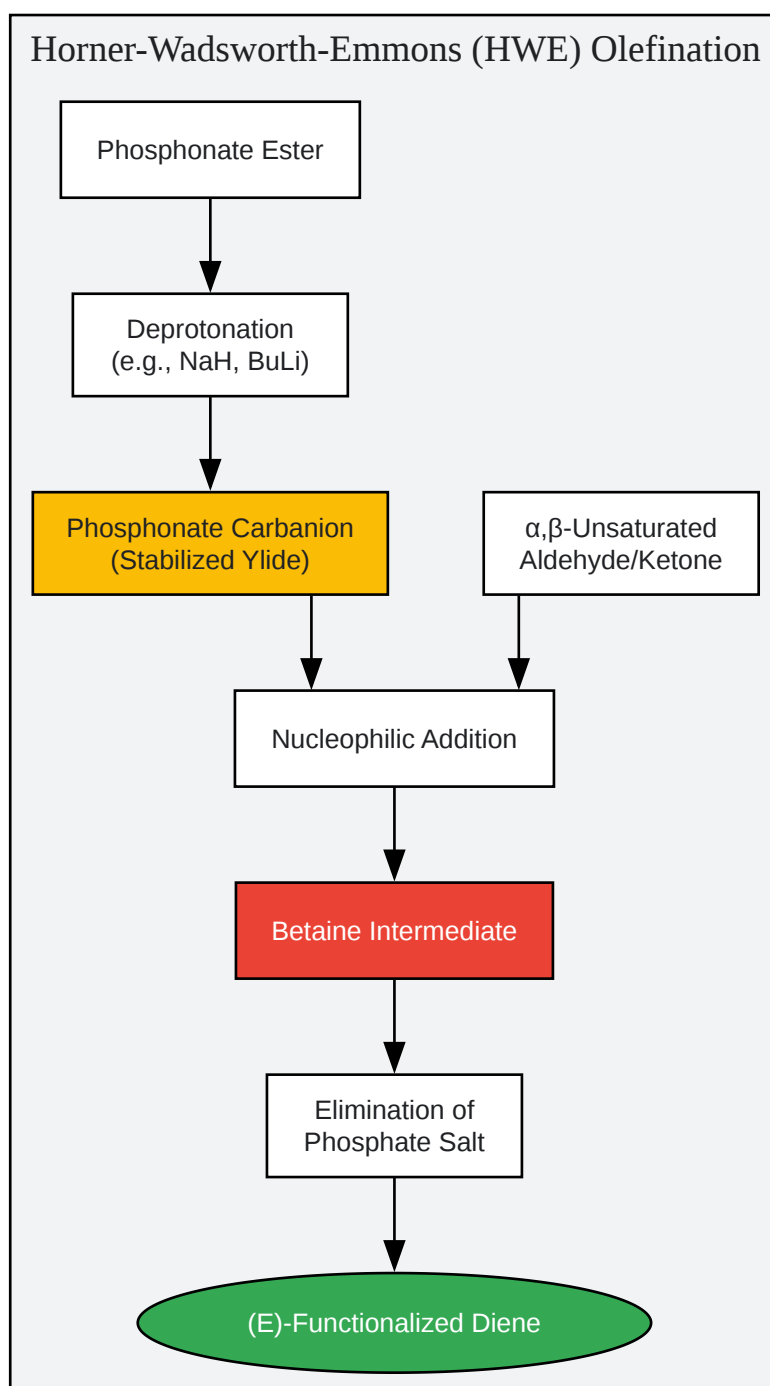 Horner-Wadsworth-Emmons (HWE) Olefination
Phosphonate Ester
Deprotonation
(e.g., NaH, BuLi)
Phosphonate Carbanion
(Stabilized Ylide)
α,β-Unsaturated
Aldehyde/Ketone
Nucleophilic Addition
Betaine Intermediate
Elimination of
Phosphate Salt
(E)-Functionalized Diene